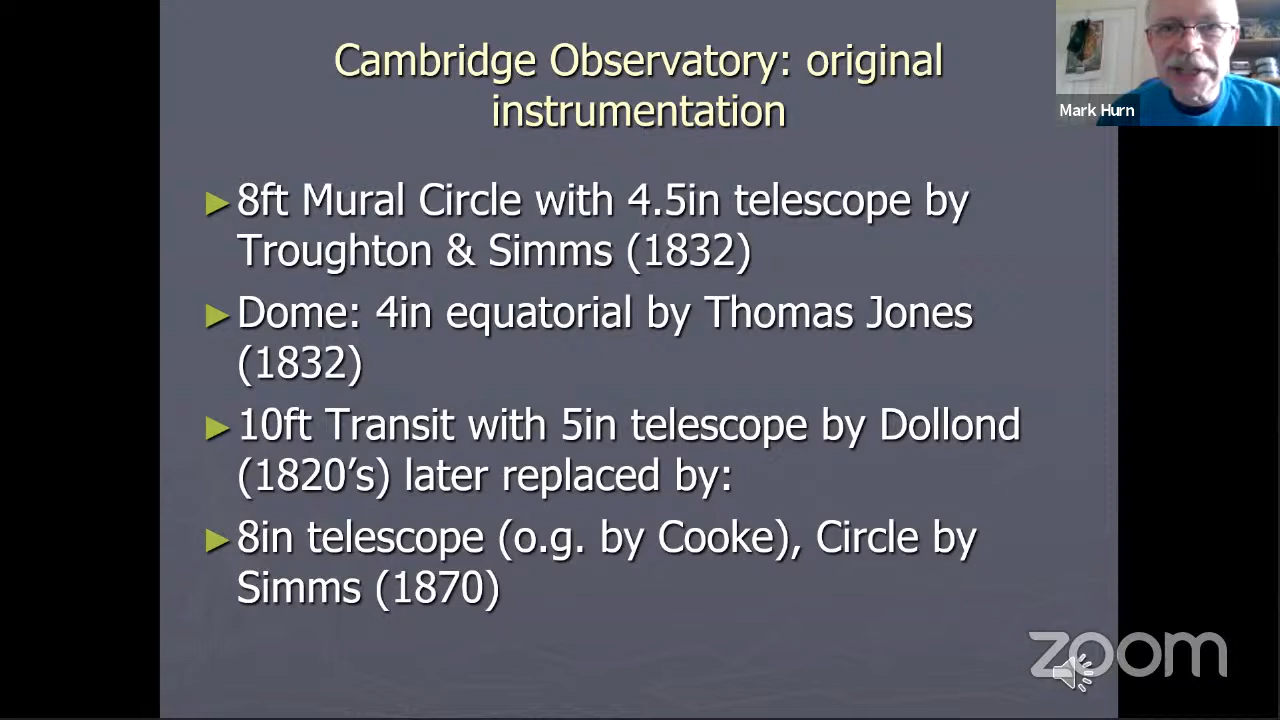 Cambridge Observatory: original
instrumentation
Mark Hurn
►8ft Mural Circle with 4.5in telescope by
Troughton & Simms (1832)
►Dome: 4in equatorial by Thomas Jones
(1832)
►10ft Transit with 5in telescope by Dollond
(1820’s) later replaced by:
►8in telescope (o.g. by Cooke), Circle by
Simms (1870)
zoom